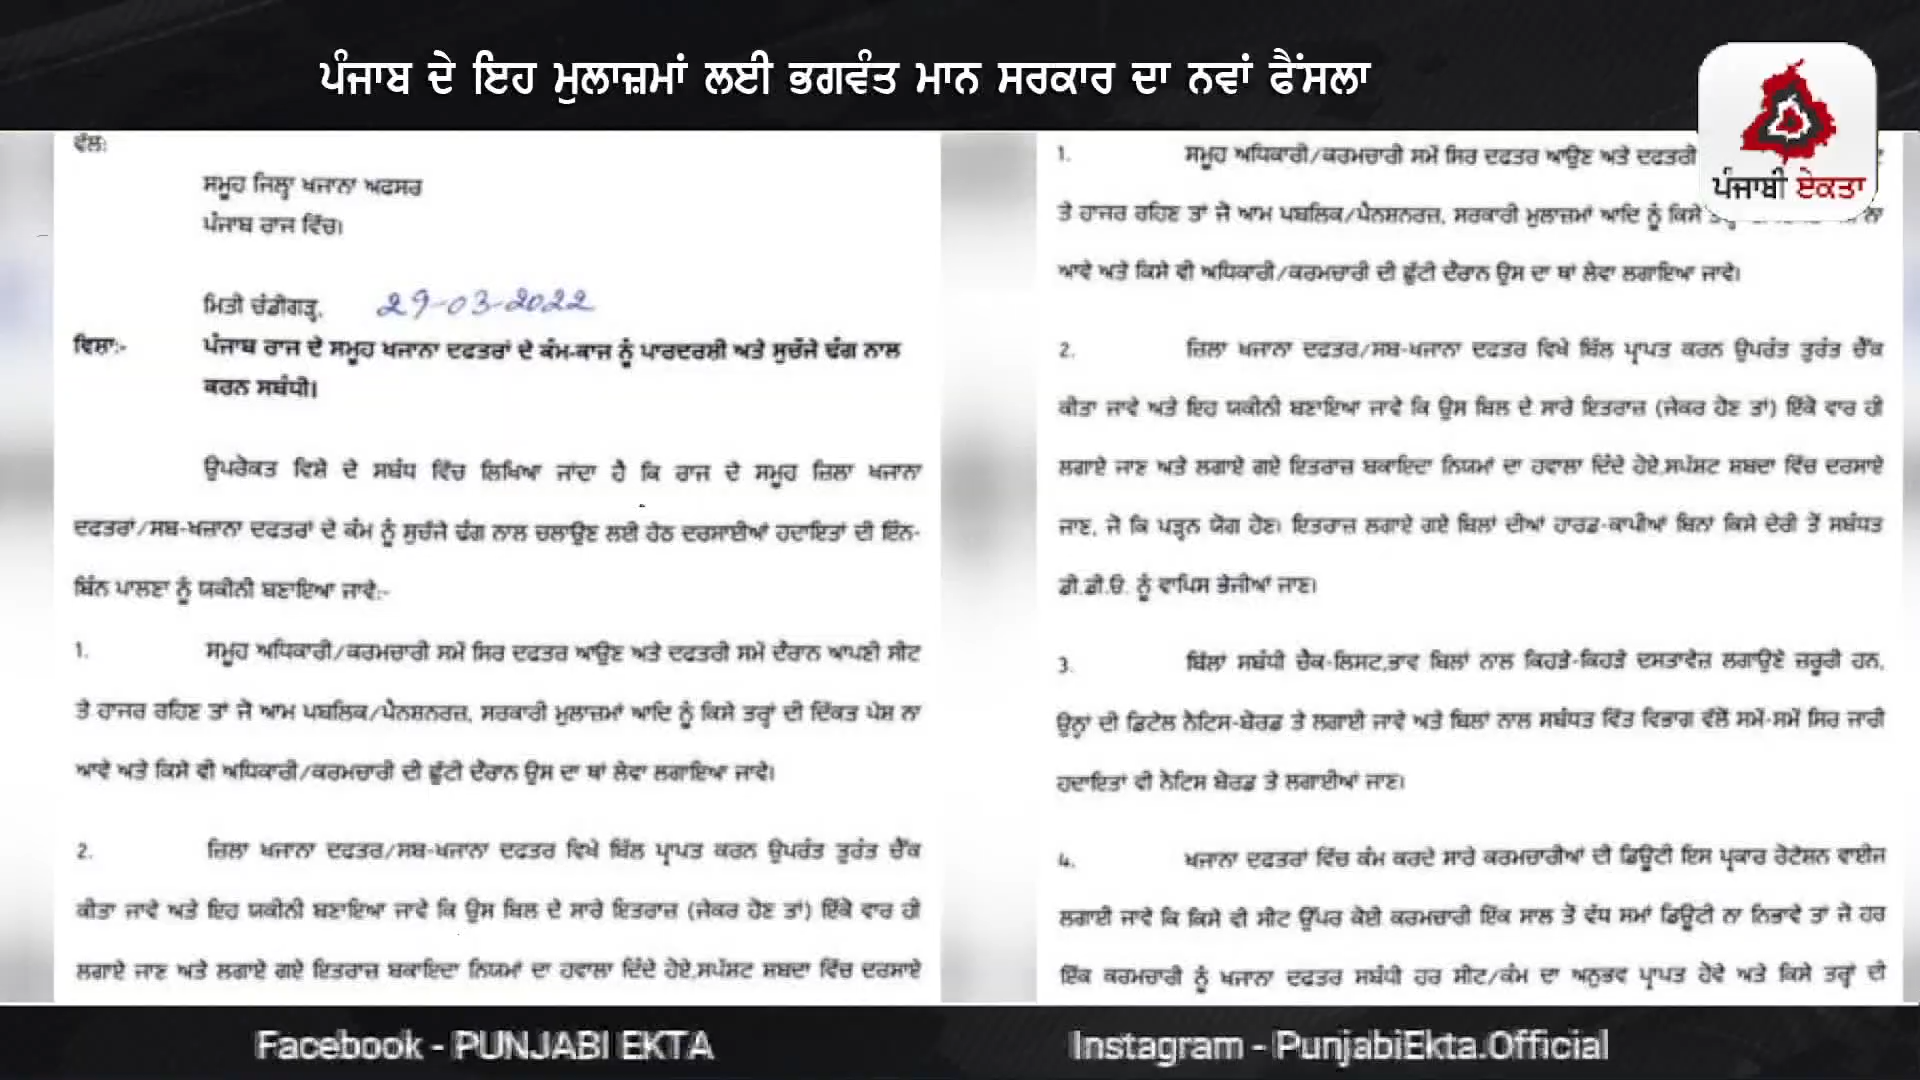 ਪੰਜਾਬ ਦੇ ਇਹ ਮੁਲਾਜ਼ਮਾਂ ਲਈ ਭਗਵੰਤ ਮਾਨ ਸਰਕਾਰ ਦਾ ਨਵਾਂ ਫੈਂਸਲਾ
ਪੰਜਾਬੀ ਏਕਤਾ
ਵੱਲ:
ਸਮੂਹ ਜਿਲ੍ਹਾ ਖਜਾਨਾ ਅਫਸਰ
ਪੰਜਾਬ ਰਾਜ ਵਿੱਚ।
ਮਿਤੀ ਚੰਡੀਗੜ੍ਹ, 29-03-2022
ਵਿਸ਼ਾ:- ਪੰਜਾਬ ਰਾਜ ਦੇ ਸਮੂਹ ਖਜਾਨਾ ਦਫਤਰਾਂ ਦੇ ਕੰਮ-ਕਾਜ ਨੂੰ ਪਾਰਦਰਸ਼ੀ ਅਤੇ ਸੁਚੱਜੇ ਢੰਗ ਨਾਲ
ਕਰਨ ਸਬੰਧੀ।
ਉਪਰੋਕਤ ਵਿਸ਼ੇ ਦੇ ਸਬੰਧ ਵਿੱਚ ਲਿਖਿਆ ਜਾਂਦਾ ਹੈ ਕਿ ਰਾਜ ਦੇ ਸਮੂਹ ਜ਼ਿਲਾ ਖਜਾਨਾ
ਦਫਤਰਾਂ/ਸਬ-ਖਜ਼ਾਨਾ ਦਫਤਰਾਂ ਦੇ ਕੰਮ ਨੂੰ ਸੁਚੱਜੇ ਢੰਗ ਨਾਲ ਚਲਾਉਣ ਲਈ ਹੇਠ ਦਰਸਾਈਆਂ ਹਦਾਇਤਾਂ ਦੀ ਇੰਨ-
ਬਿੰਨ ਪਾਲਣਾ ਨੂੰ ਯਕੀਨੀ ਬਣਾਇਆ ਜਾਵੇ:-
1. ਸਮੂਹ ਅਧਿਕਾਰੀ/ਕਰਮਚਾਰੀ ਸਮੇਂ ਸਿਰ ਦਫਤਰ ਆਉਣ ਅਤੇ ਦਫਤਰੀ ਸਮੇਂ ਦੌਰਾਨ ਆਪਣੀ ਸੀਟ
ਤੇ ਹਾਜਰ ਰਹਿਣ ਤਾਂ ਜੋ ਆਮ ਪਬਲਿਕ/ਪੈਨਸ਼ਨਰਜ਼, ਸਰਕਾਰੀ ਮੁਲਾਜ਼ਮਾਂ ਆਦਿ ਨੂੰ ਕਿਸੇ ਤਰ੍ਹਾਂ ਦੀ ਦਿੱਕਤ ਪੇਸ਼ ਨਾ
ਆਵੇ ਅਤੇ ਕਿਸੇ ਵੀ ਅਧਿਕਾਰੀ/ਕਰਮਚਾਰੀ ਦੀ ਛੁੱਟੀ ਦੌਰਾਨ ਉਸ ਦਾ ਥਾਂ ਲੇਵਾ ਲਗਾਇਆ ਜਾਵੇ।
2. ਜ਼ਿਲਾ ਖਜਾਨਾ ਦਫਤਰ/ਸਬ-ਖਜਾਨਾ ਦਫਤਰ ਵਿਖੇ ਬਿੱਲ ਪ੍ਰਾਪਤ ਕਰਨ ਉਪਰੰਤ ਤੁਰੰਤ ਚੈੱਕ
ਕੀਤਾ ਜਾਵੇ ਅਤੇ ਇਹ ਯਕੀਨੀ ਬਣਾਇਆ ਜਾਵੇ ਕਿ ਉਸ ਬਿਲ ਦੇ ਸਾਰੇ ਇਤਰਾਜ਼ (ਜੇਕਰ ਹੋਣ ਤਾਂ) ਇੱਕੋ ਵਾਰ ਹੀ
ਲਗਾਏ ਜਾਣ ਅਤੇ ਲਗਾਏ ਗਏ ਇਤਰਾਜ਼ ਬਕਾਇਦਾ ਨਿਯਮਾਂ ਦਾ ਹਵਾਲਾ ਦਿੰਦੇ ਹੋਏ,ਸਪੱਸ਼ਟ ਸ਼ਬਦਾ ਵਿੱਚ ਦਰਸਾਏ
1. ਸਮੂਹ ਅਧਿਕਾਰੀ/ਕਰਮਚਾਰੀ ਸਮੇਂ ਸਿਰ ਦਫਤਰ ਆਉਣ ਅਤੇ ਦਫਤਰੀ
ਤੇ ਹਾਜਰ ਰਹਿਣ ਤਾਂ ਜੋ ਆਮ ਪਬਲਿਕ/ਪੈਨਸ਼ਨਰਜ਼, ਸਰਕਾਰੀ ਮੁਲਾਜ਼ਮਾਂ ਆਦਿ ਨੂੰ ਕਿਸੇ ਨਾ
ਆਵੇ ਅਤੇ ਕਿਸੇ ਵੀ ਅਧਿਕਾਰੀ/ਕਰਮਚਾਰੀ ਦੀ ਛੁੱਟੀ ਦੌਰਾਨ ਉਸ ਦਾ ਥਾਂ ਲੇਵਾ ਲਗਾਇਆ ਜਾਵੇ।
2. ਜ਼ਿਲਾ ਖਜਾਨਾ ਦਫਤਰ/ਸਬ-ਖਜਾਨਾ ਦਫਤਰ ਵਿਖੇ ਬਿੱਲ ਪ੍ਰਾਪਤ ਕਰਨ ਉਪਰੰਤ ਤੁਰੰਤ ਚੈੱਕ
ਕੀਤਾ ਜਾਵੇ ਅਤੇ ਇਹ ਯਕੀਨੀ ਬਣਾਇਆ ਜਾਵੇ ਕਿ ਉਸ ਬਿਲ ਦੇ ਸਾਰੇ ਇਤਰਾਜ਼ (ਜੇਕਰ ਹੋਣ ਤਾਂ) ਇੱਕੋ ਵਾਰ ਹੀ
ਲਗਾਏ ਜਾਣ ਅਤੇ ਲਗਾਏ ਗਏ ਇਤਰਾਜ਼ ਬਕਾਇਦਾ ਨਿਯਮਾਂ ਦਾ ਹਵਾਲਾ ਦਿੰਦੇ ਹੋਏ,ਸਪੱਸ਼ਟ ਸ਼ਬਦਾ ਵਿੱਚ ਦਰਸਾਏ
ਜਾਣ, ਜੋ ਕਿ ਪੜ੍ਹਨ ਯੋਗ ਹੋਣ। ਇਤਰਾਜ਼ ਲਗਾਏ ਗਏ ਬਿਲਾਂ ਦੀਆਂ ਹਾਰਡ-ਕਾਪੀਆਂ ਬਿਨਾਂ ਕਿਸੇ ਦੇਰੀ ਤੋਂ ਸਬੰਧਤ
ਡੀ.ਡੀ.ਓ. ਨੂੰ ਵਾਪਿਸ ਭੇਜੀਆਂ ਜਾਣ।
3. ਬਿੱਲਾਂ ਸਬੰਧੀ ਚੈਕ-ਲਿਸਟ,ਭਾਵ ਬਿਲਾਂ ਨਾਲ ਕਿਹੜੇ-ਕਿਹੜੇ ਦਸਤਾਵੇਜ਼ ਲਗਾਉਣੇ ਜ਼ਰੂਰੀ ਹਨ,
ਉਨ੍ਹਾਂ ਦੀ ਡਿਟੇਲ ਨੋਟਿਸ-ਬੋਰਡ ਤੇ ਲਗਾਈ ਜਾਵੇ ਅਤੇ ਬਿਲਾਂ ਨਾਲ ਸਬੰਧਤ ਵਿੱਤ ਵਿਭਾਗ ਵੱਲੋਂ ਸਮੇਂ-ਸਮੇਂ ਸਿਰ ਜਾਰੀ
ਹਦਾਇਤਾਂ ਵੀ ਨੋਟਿਸ ਬੋਰਡ ਤੇ ਲਗਾਈਆਂ ਜਾਣ।
4. ਖਜਾਨਾ ਦਫਤਰਾਂ ਵਿੱਚ ਕੰਮ ਕਰਦੇ ਸਾਰੇ ਕਰਮਚਾਰੀਆਂ ਦੀ ਡਿਊਟੀ ਇਸ ਪ੍ਰਕਾਰ ਰੋਟੇਸ਼ਨ ਵਾਈਜ
ਲਗਾਈ ਜਾਵੇ ਕਿ ਕਿਸੇ ਵੀ ਸੀਟ ਉੱਪਰ ਕੋਈ ਕਰਮਚਾਰੀ ਇੱਕ ਸਾਲ ਤੋਂ ਵੱਧ ਸਮਾਂ ਡਿਊਟੀ ਨਾ ਨਿਭਾਵੇ ਤਾਂ ਜੋ ਹਰ
ਇੱਕ ਕਰਮਚਾਰੀ ਨੂੰ ਖਜਾਨਾ ਦਫਤਰ ਸਬੰਧੀ ਹਰ ਸੀਟ/ਕੰਮ ਦਾ ਅਨੁਭਵ ਪ੍ਰਾਪਤ ਹੋਵੇ ਅਤੇ ਕਿਸੇ ਤਰ੍ਹਾਂ ਦੀ
Facebook - PUNJABI EKTA
Instagram - PunjabiEkta.Official